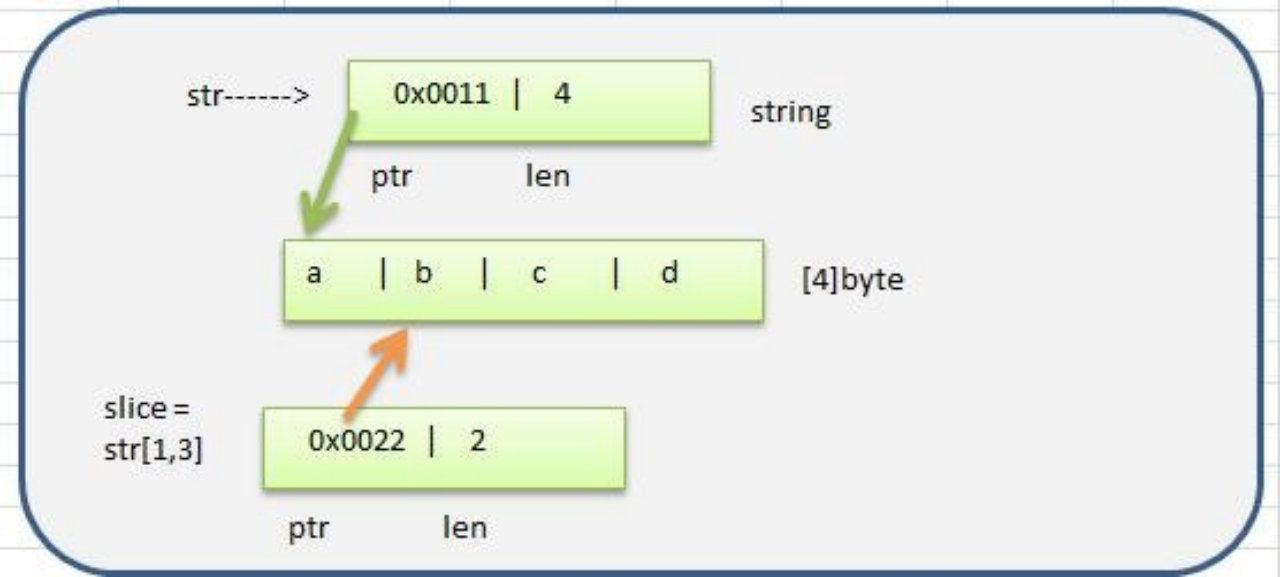 str------> 0x0011 | 4 string
ptr len
a | b | c | d [4]byte
slice =
str[1,3]
0x0022 | 2
ptr len